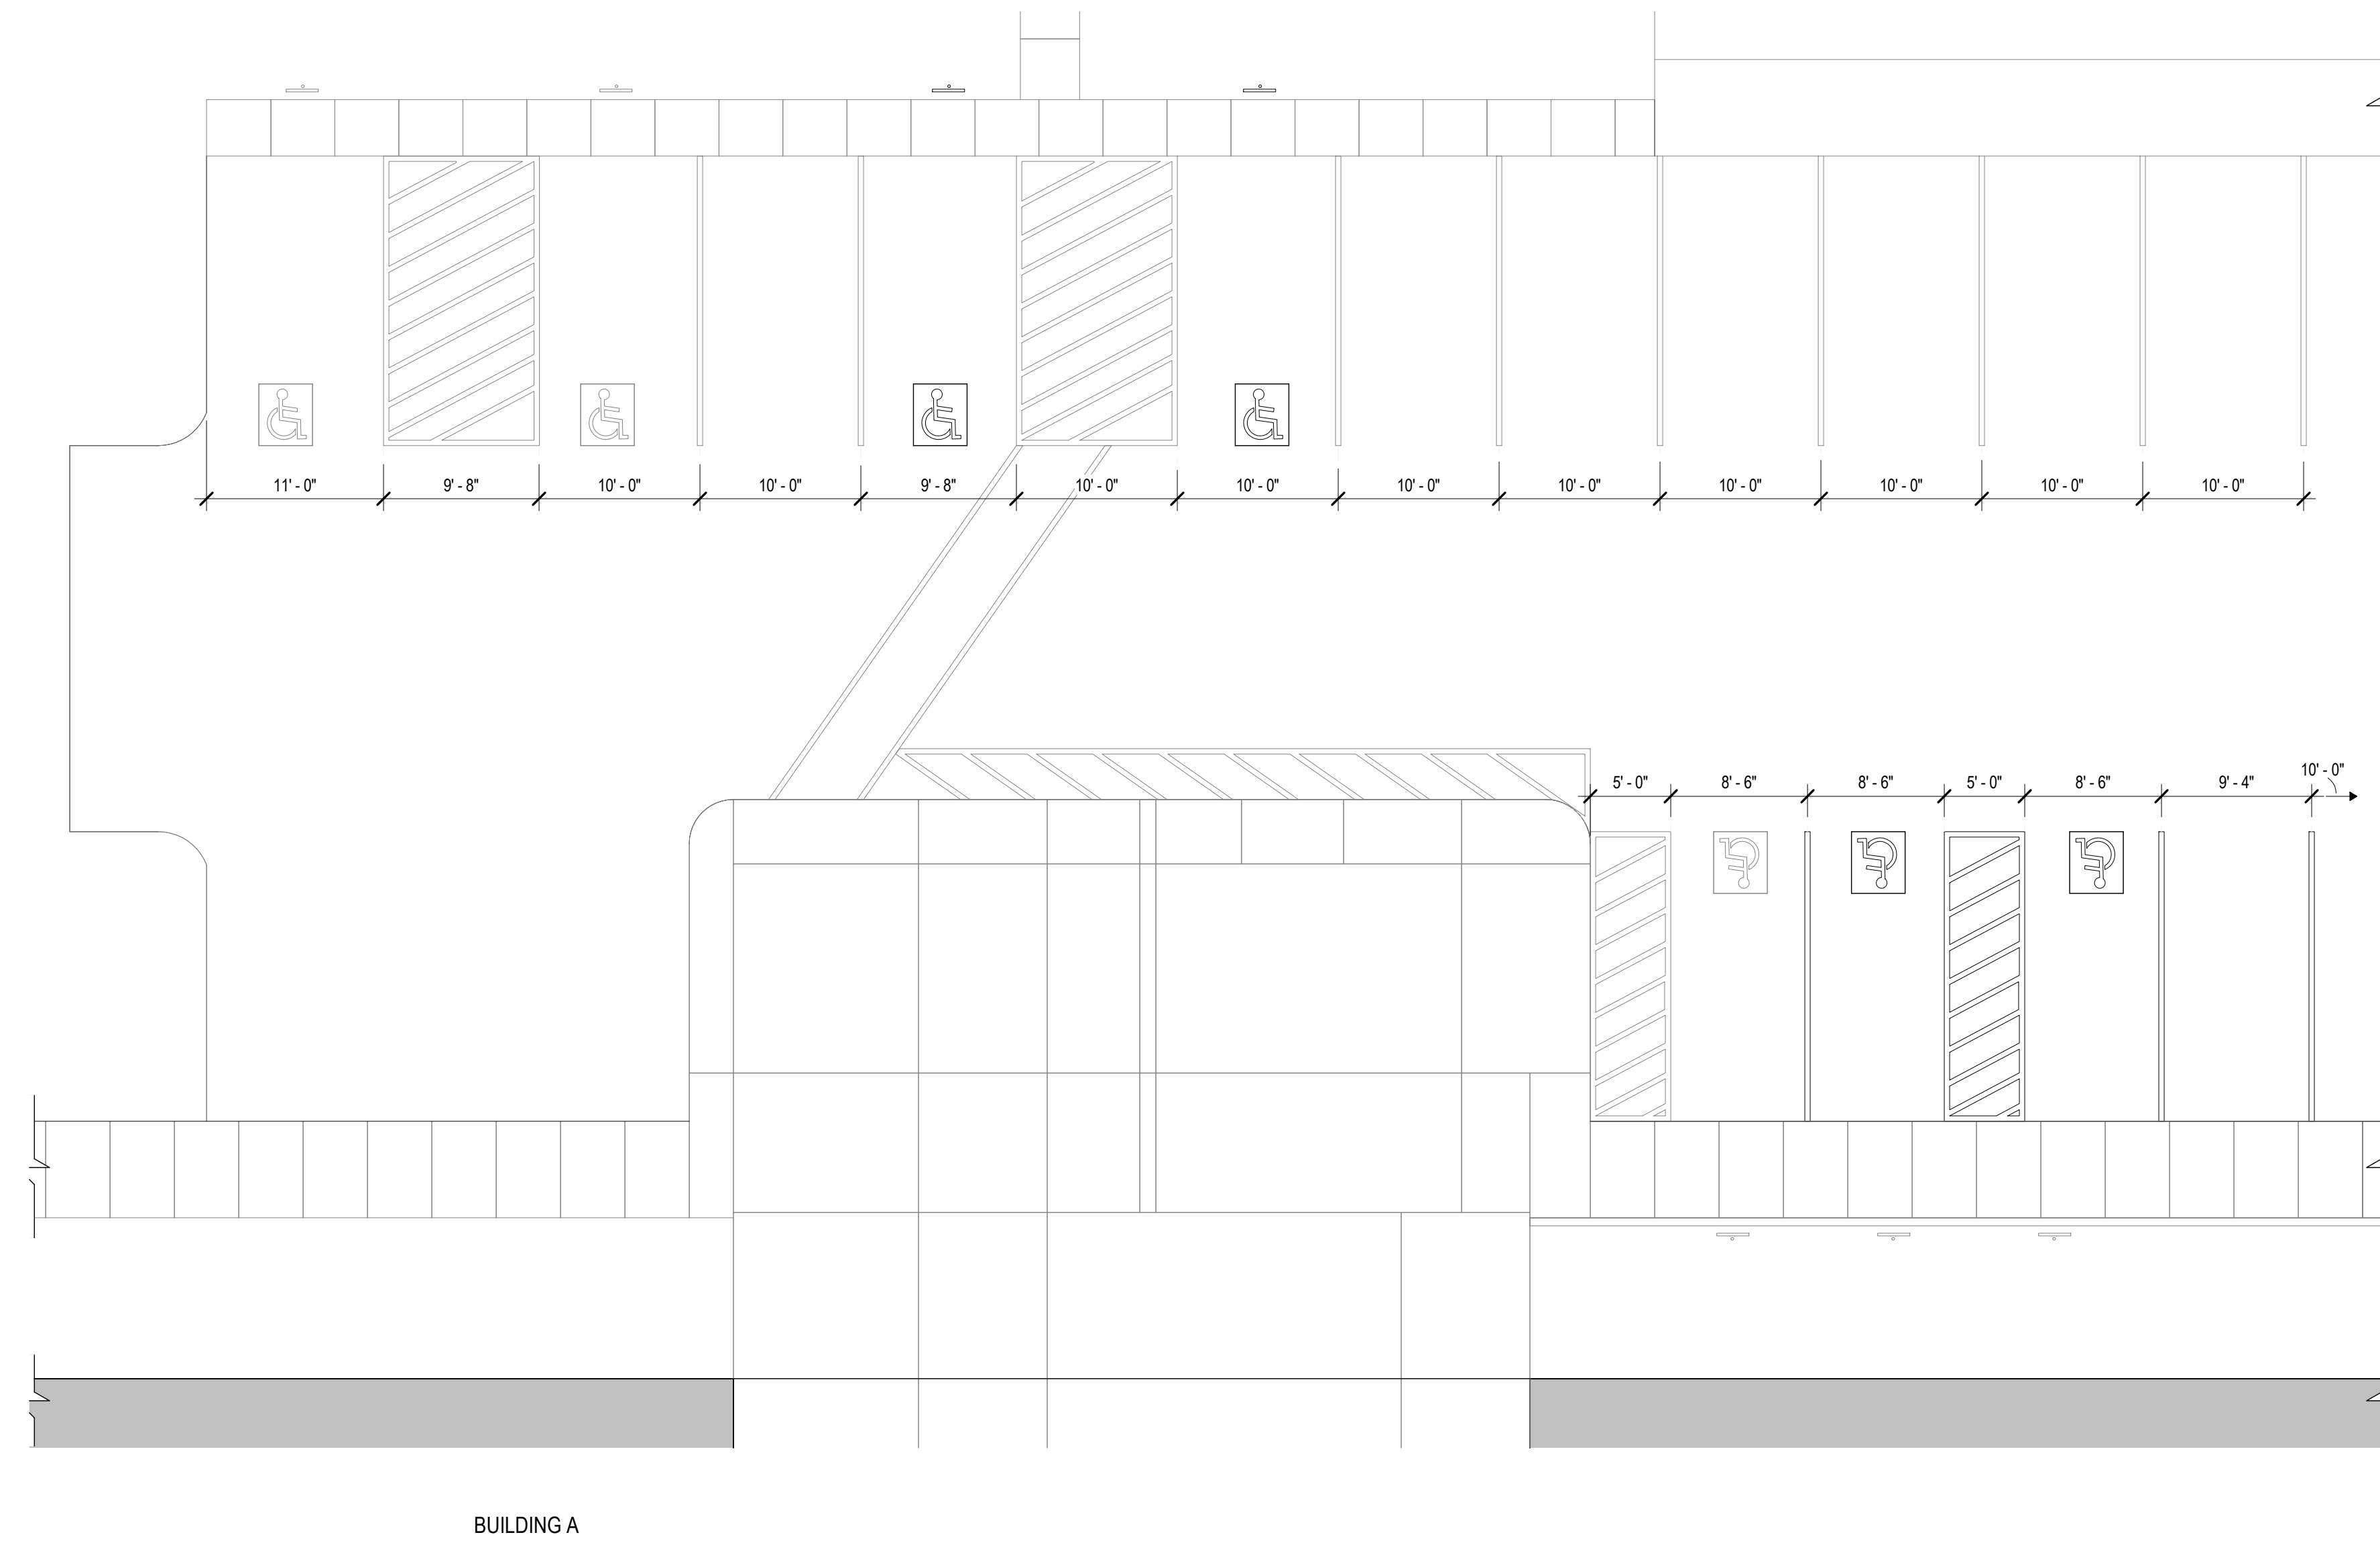 11' - 0" 9' - 8" 10' - 0" 10' - 0" 9' - 8" 10' - 0" 10' - 0" 10' - 0" 10' - 0" 10' - 0" 10' - 0" 10' - 0" 10' - 0"
10' - 0"
5' - 0" 8' - 6" 8' - 6" 5' - 0" 8' - 6" 9' - 4"
BUILDING A